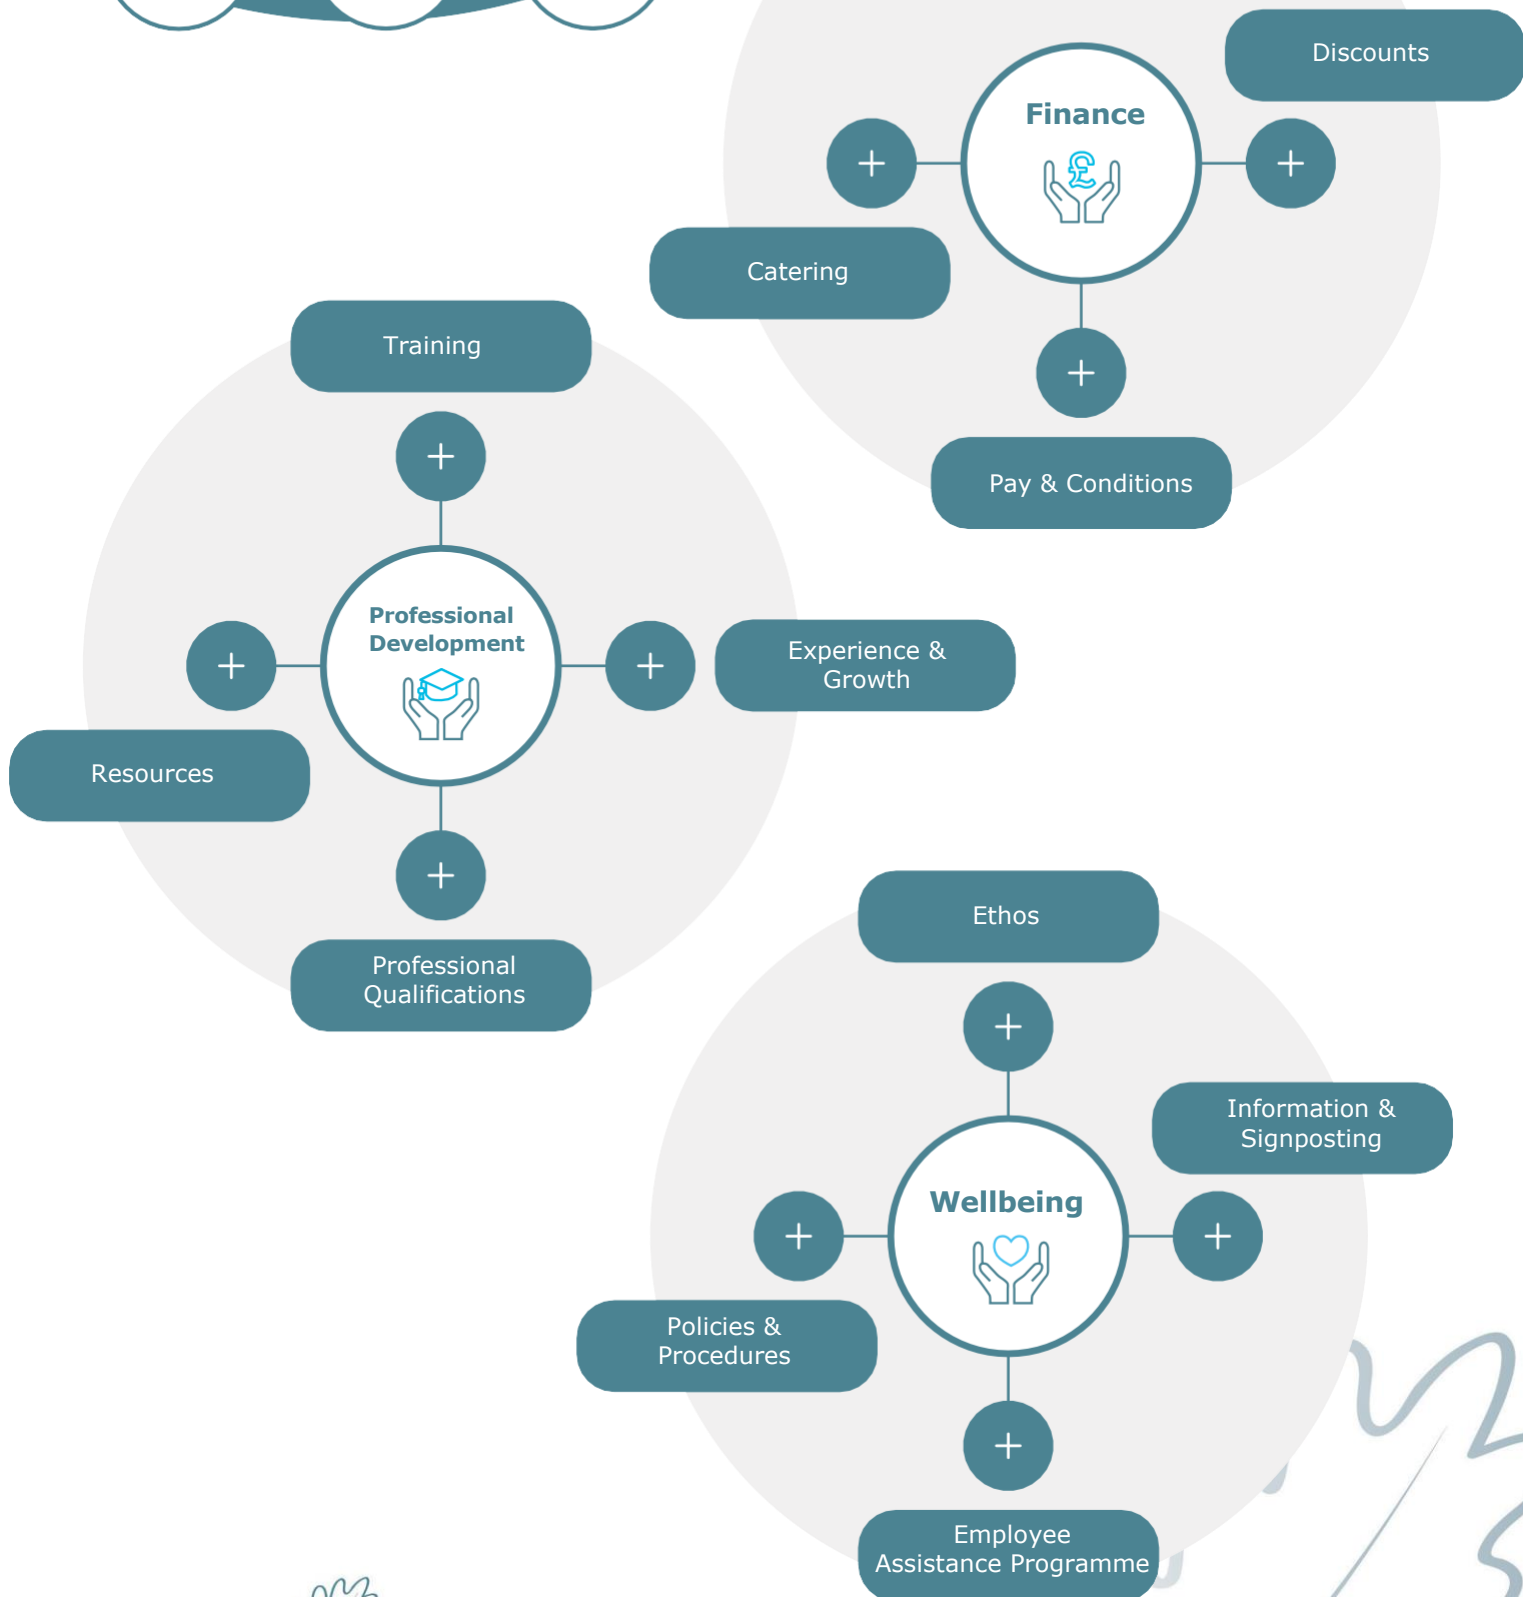 Discounts
Finance
£
Catering
Pay & Conditions
Training
Professional
Development
Experience &
Growth
Resources
Professional
Qualifications
Ethos
Information &
Signposting
Wellbeing
Policies &
Procedures
Employee
Assistance Programme